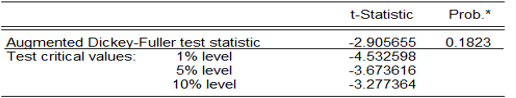 t-Statistic Prob.*
Augmented Dickey-Fuller test statistic -2.905655 0.1823
Test critical values: 1% level -4.532598
5% level -3.673616
10% level -3.277364